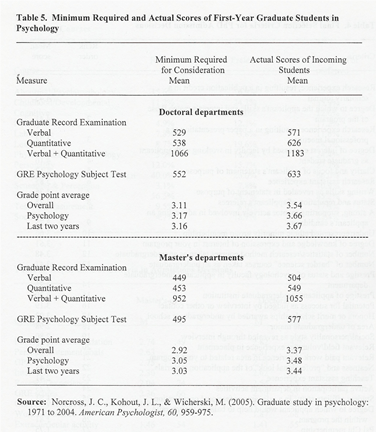 Table 5. Minimum Required and Actual Scores of First-Year Graduate Students in
Psychology
Minimum Required Actual Scores of Incoming
for Consideration Students
Measure Mean Mean
Doctoral departments
Graduate Record Examination
Verbal 529 571
Quantitative 538 626
Verbal + Quantitative 1066 1183
GRE Psychology Subject Test 552 633
Grade point average
Overall 3.11 3.54
Psychology 3.17 3.66
Last two years 3.16 3.67
Master's departments
Graduate Record Examination
Verbal 449 504
Quantitative 453 549
Verbal + Quantitative 952 1055
GRE Psychology Subject Test 495 577
Grade point average
Overall 2.92 3.37
Psychology 3.05 3.48
Last two years 3.03 3.44
Source: Norcross, J. C., Kohout, J. L., & Wicherski, M. (2005). Graduate study in psychology:
1971 to 2004. American Psychologist, 60, 959-975.